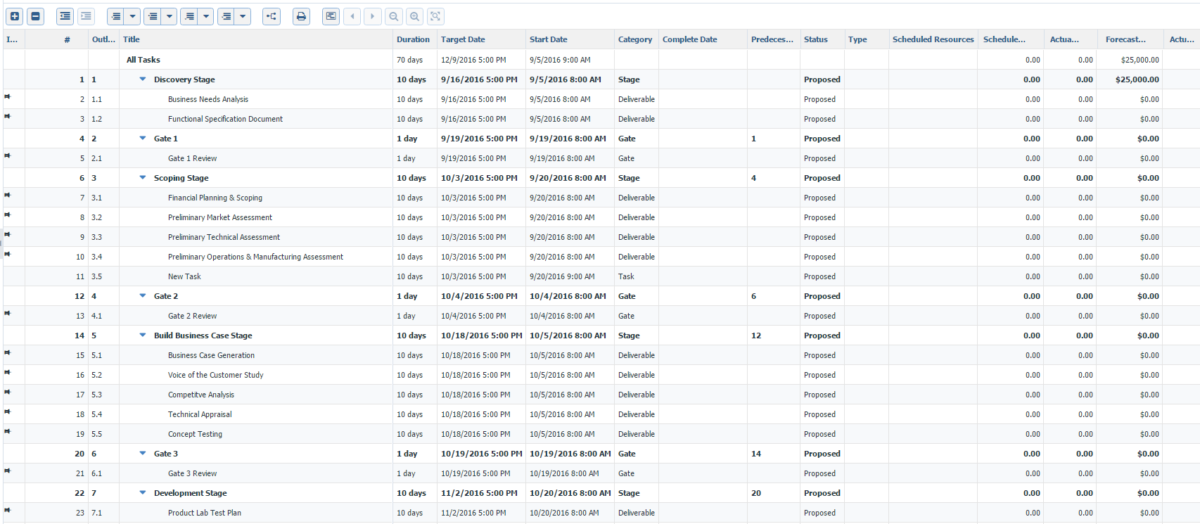 I... # Outl... Title Duration Target Date Start Date Category Complete Date Predeces... Status Type Scheduled Resources Schedule... Actua... Forecast... Actu...
All Tasks 70 days 12/9/2016 5:00 PM 9/5/2016 9:00 AM 0.00 0.00 $25,000.00
1 1 Discovery Stage 10 days 9/16/2016 5:00 PM 9/5/2016 8:00 AM Stage Proposed 0.00 0.00 $25,000.00
2 1.1 Business Needs Analysis 10 days 9/16/2016 5:00 PM 9/5/2016 8:00 AM Deliverable Proposed 0.00 0.00 $0.00
3 1.2 Functional Specification Document 10 days 9/16/2016 5:00 PM 9/5/2016 8:00 AM Deliverable Proposed 0.00 0.00 $0.00
4 2 Gate 1 1 day 9/19/2016 5:00 PM 9/19/2016 8:00 AM Gate 1 Proposed 0.00 0.00 $0.00
5 2.1 Gate 1 Review 1 day 9/19/2016 5:00 PM 9/19/2016 8:00 AM Gate Proposed 0.00 0.00 $0.00
6 3 Scoping Stage 10 days 10/3/2016 5:00 PM 9/20/2016 8:00 AM Stage 4 Proposed 0.00 0.00 $0.00
7 3.1 Financial Planning & Scoping 10 days 10/3/2016 5:00 PM 9/20/2016 8:00 AM Deliverable Proposed 0.00 0.00 $0.00
8 3.2 Preliminary Market Assessment 10 days 10/3/2016 5:00 PM 9/20/2016 8:00 AM Deliverable Proposed 0.00 0.00 $0.00
9 3.3 Preliminary Technical Assessment 10 days 10/3/2016 5:00 PM 9/20/2016 8:00 AM Deliverable Proposed 0.00 0.00 $0.00
10 3.4 Preliminary Operations & Manufacturing Assessment 10 days 10/3/2016 5:00 PM 9/20/2016 8:00 AM Deliverable Proposed 0.00 0.00 $0.00
11 3.5 New Task 10 days 10/3/2016 5:00 PM 9/20/2016 9:00 AM Task Proposed 0.00 0.00 $0.00
12 4 Gate 2 1 day 10/4/2016 5:00 PM 10/4/2016 8:00 AM Gate 6 Proposed 0.00 0.00 $0.00
13 4.1 Gate 2 Review 1 day 10/4/2016 5:00 PM 10/4/2016 8:00 AM Gate Proposed 0.00 0.00 $0.00
14 5 Build Business Case Stage 10 days 10/18/2016 5:00 PM 10/5/2016 8:00 AM Stage 12 Proposed 0.00 0.00 $0.00
15 5.1 Business Case Generation 10 days 10/18/2016 5:00 PM 10/5/2016 8:00 AM Deliverable Proposed 0.00 0.00 $0.00
16 5.2 Voice of the Customer Study 10 days 10/18/2016 5:00 PM 10/5/2016 8:00 AM Deliverable Proposed 0.00 0.00 $0.00
17 5.3 Competitve Analysis 10 days 10/18/2016 5:00 PM 10/5/2016 8:00 AM Deliverable Proposed 0.00 0.00 $0.00
18 5.4 Technical Appraisal 10 days 10/18/2016 5:00 PM 10/5/2016 8:00 AM Deliverable Proposed 0.00 0.00 $0.00
19 5.5 Concept Testing 10 days 10/18/2016 5:00 PM 10/5/2016 8:00 AM Deliverable Proposed 0.00 0.00 $0.00
20 6 Gate 3 1 day 10/19/2016 5:00 PM 10/19/2016 8:00 AM Gate 14 Proposed 0.00 0.00 $0.00
21 6.1 Gate 3 Review 1 day 10/19/2016 5:00 PM 10/19/2016 8:00 AM Gate Proposed 0.00 0.00 $0.00
22 7 Development Stage 10 days 11/2/2016 5:00 PM 10/20/2016 8:00 AM Stage 20 Proposed 0.00 0.00 $0.00
23 7.1 Product Lab Test Plan 10 days 11/2/2016 5:00 PM 10/20/2016 8:00 AM Deliverable Proposed 0.00 0.00 $0.00